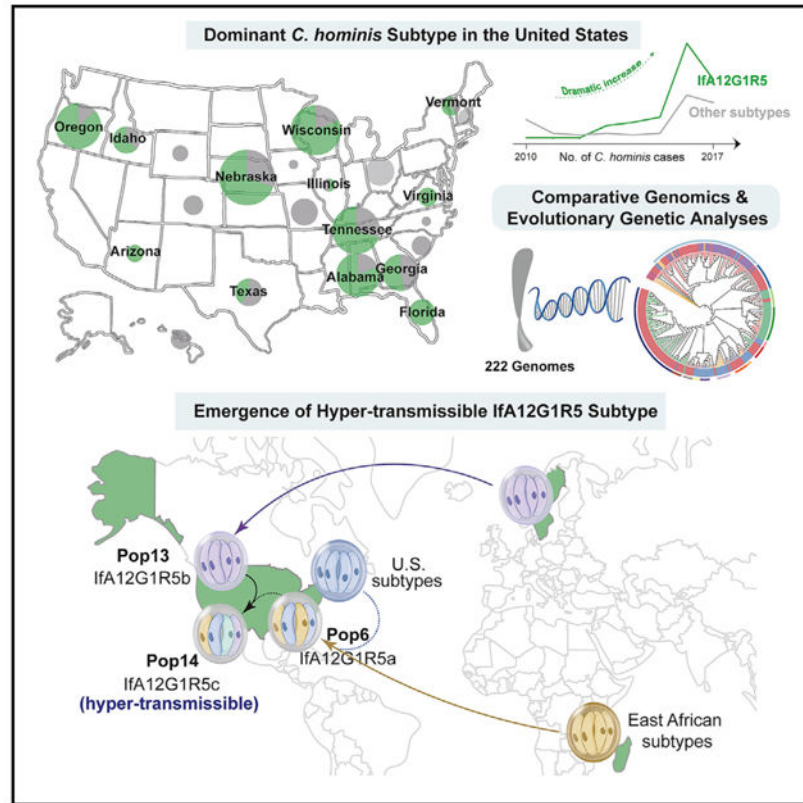 Dominant C. hominis Subtype in the United States
Oregon
Idaho
Wisconsin
Vermont
Nebraska
Illinois
Virginia
Tennessee
Arizona
Texas
Alabama
Georgia
Florida
Dramatic increase
IfA12G1R5
Other subtypes
2010
No. of C. hominis cases
2017
Comparative Genomics &
Evolutionary Genetic Analyses
222 Genomes
Emergence of Hyper-transmissible IfA12G1R5 Subtype
Pop13
IfA12G1R5b
U.S.
subtypes
Pop6
IfA12G1R5a
Pop14
IfA12G1R5c
(hyper-transmissible)
East African
subtypes